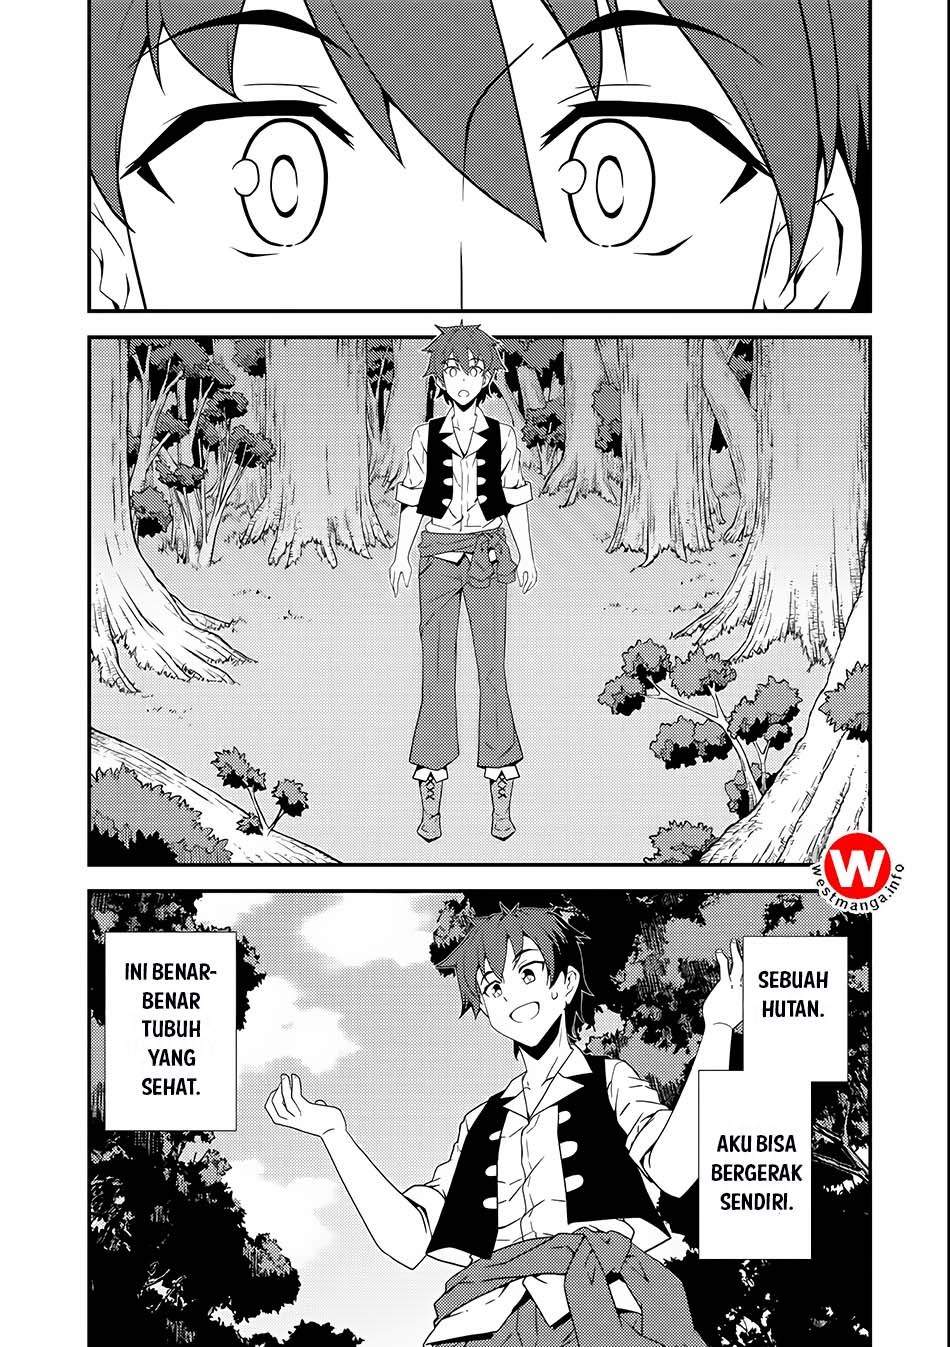 SEBUAH
HUTAN.
AKU BISA
BERGERAK
SENDIRI.
INI BENAR-
BENAR
TUBUH
YANG
SEHAT.
W
westmanga.info